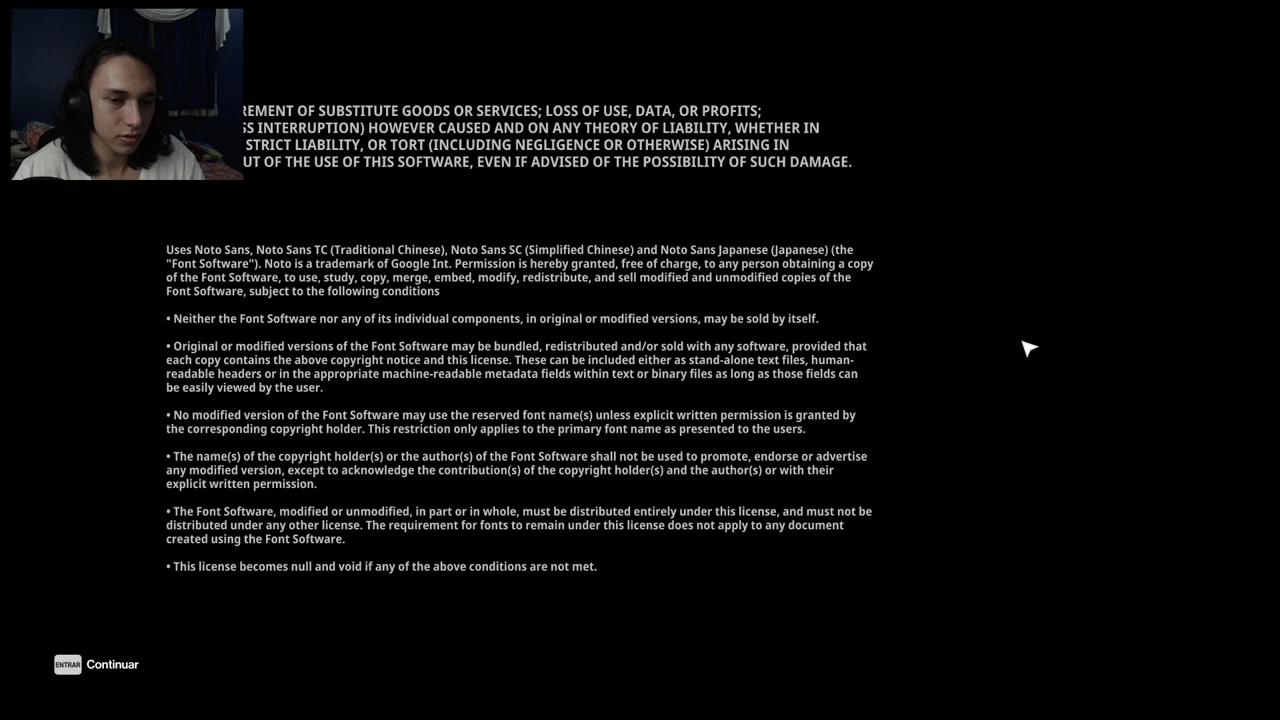 REMENT OF SUBSTITUTE GOODS OR SERVICES; LOSS OF USE, DATA, OR PROFITS;
SS INTERRUPTION) HOWEVER CAUSED AND ON ANY THEORY OF LIABILITY, WHETHER IN
STRICT LIABILITY, OR TORT (INCLUDING NEGLIGENCE OR OTHERWISE) ARISING IN
UT OF THE USE OF THIS SOFTWARE, EVEN IF ADVISED OF THE POSSIBILITY OF SUCH DAMAGE.
Uses Noto Sans, Noto Sans TC (Traditional Chinese), Noto Sans SC (Simplified Chinese) and Noto Sans Japanese (Japanese) (the
"Font Software"). Noto is a trademark of Google Int. Permission is hereby granted, free of charge, to any person obtaining a copy
of the Font Software, to use, study, copy, merge, embed, modify, redistribute, and sell modified and unmodified copies of the
Font Software, subject to the following conditions
• Neither the Font Software nor any of its individual components, in original or modified versions, may be sold by itself.
• Original or modified versions of the Font Software may be bundled, redistributed and/or sold with any software, provided that
each copy contains the above copyright notice and this license. These can be included either as stand-alone text files, human-
readable headers or in the appropriate machine-readable metadata fields within text or binary files as long as those fields can
be easily viewed by the user.
• No modified version of the Font Software may use the reserved font name(s) unless explicit written permission is granted by
the corresponding copyright holder. This restriction only applies to the primary font name as presented to the users.
• The name(s) of the copyright holder(s) or the author(s) of the Font Software shall not be used to promote, endorse or advertise
any modified version, except to acknowledge the contribution(s) of the copyright holder(s) and the author(s) or with their
explicit written permission.
• The Font Software, modified or unmodified, in part or in whole, must be distributed entirely under this license, and must not be
distributed under any other license. The requirement for fonts to remain under this license does not apply to any document
created using the Font Software.
• This license becomes null and void if any of the above conditions are not met.
ENTRAR Continuar